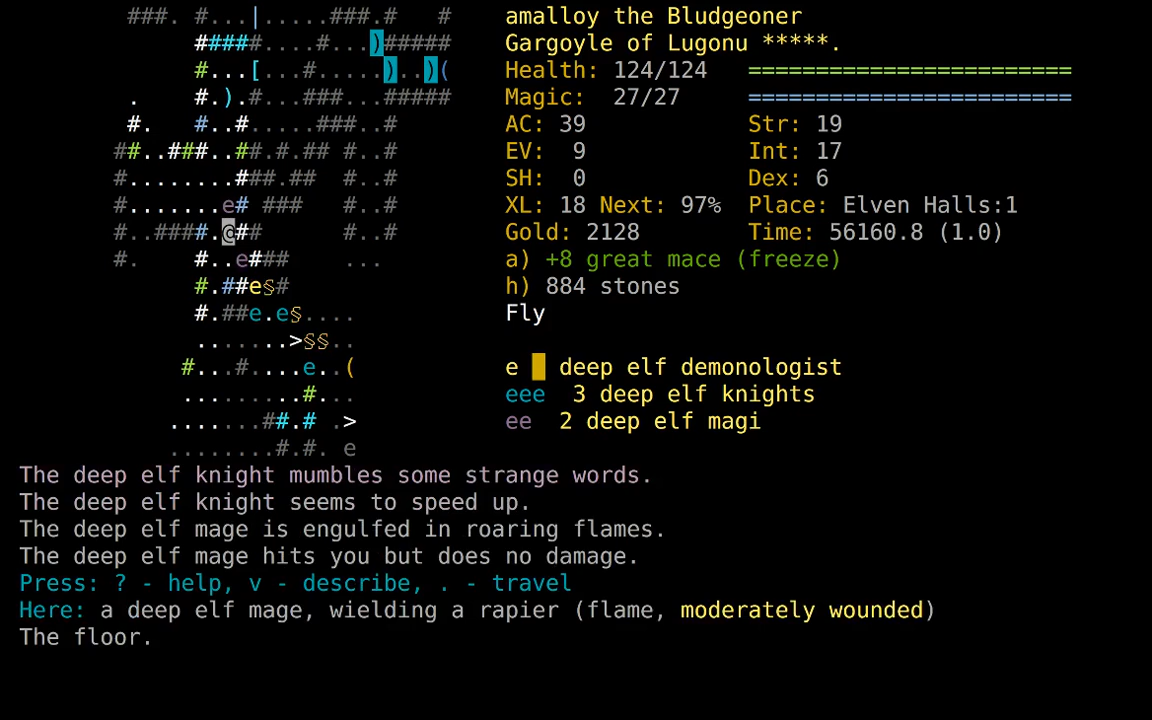 ###. #...|.....###.#   #     amalloy the Bludgeoner
####.#....#...)#####    Gargoyle of Lugonu *****.
#...[...#.....)..)(    Health: 124/124   ========================
.   #.).#....###...#####    Magic:  27/27     ========================
#.   #..#.....###..#        AC: 39            Str: 19
##..###..##.#.## #..#        EV:  9            Int: 17
#........###.## #..#        SH:  0            Dex: 6
#.......e# ### #..#        XL: 18 Next: 97%  Place: Elven Halls:1
#..####.@## #..#        Gold: 2128        Time: 56160.8 (1.0)
#.    #..e### ...         a) +8 great mace (freeze)
#.##e§#         h) 884 stones
#.##e.e§....    Fly
.......>§§..
#...#....e..(    e   deep elf demonologist
.........#.     eee  3 deep elf knights
.......##.# .>    ee  2 deep elf magi
........#.#. e
The deep elf knight mumbles some strange words.
The deep elf knight seems to speed up.
The deep elf mage is engulfed in roaring flames.
The deep elf mage hits you but does no damage.
Press: ? - help, v - describe, . - travel
Here: a deep elf mage, wielding a rapier (flame, moderately wounded)
The floor.